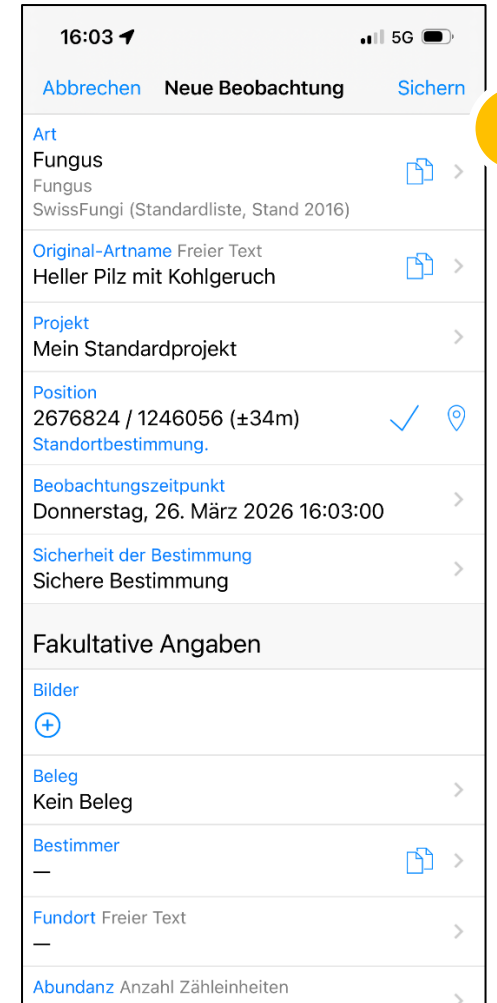 16:03 5G
Abbrechen Neue Beobachtung Sichern
Art
Fungus
Fungus
SwissFungi (Standardliste, Stand 2016)
Original-Artname Freier Text
Heller Pilz mit Kohlgeruch
Projekt
Mein Standardprojekt
Position
2676824 / 1246056 (±34m)
Standortbestimmung.
Beobachtungszeitpunkt
Donnerstag, 26. März 2026 16:03:00
Sicherheit der Bestimmung
Sichere Bestimmung
Fakultative Angaben
Bilder
Beleg
Kein Beleg
Bestimmer
—
Fundort Freier Text
—
Abundanz Anzahl Zähleinheiten